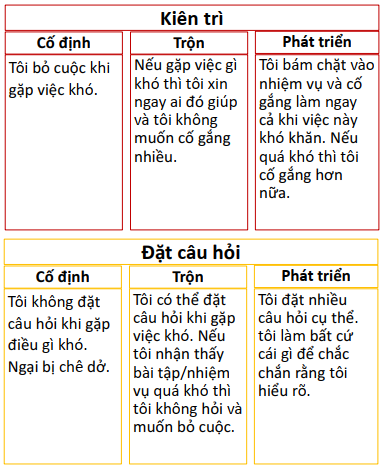 Kiên trì
Cố định
Tôi bỏ cuộc khi
gặp việc khó.
Trộn
Nếu gặp việc gì
khó thì tôi xin
ngay ai đó giúp
và tôi không
muốn cố gắng
nhiều.
Phát triển
Tôi bám chặt vào
nhiệm vụ và cố
gắng làm ngay
cả khi việc này
khó khăn. Nếu
quá khó thì tôi
cố gắng hơn
nữa.
Đặt câu hỏi
Cố định
Tôi không đặt
câu hỏi khi gặp
điều gì khó.
Ngại bị chê dở.
Trộn
Tôi có thể đặt
câu hỏi khi gặp
việc khó. Nếu
tôi nhận thấy
bài tập/nhiệm
vụ quá khó thì
tôi không hỏi và
muốn bỏ cuộc.
Phát triển
Tôi đặt nhiều
câu hỏi cụ thể.
tôi làm bất cứ
cái gì để chắc
chắn rằng tôi
hiểu rõ.